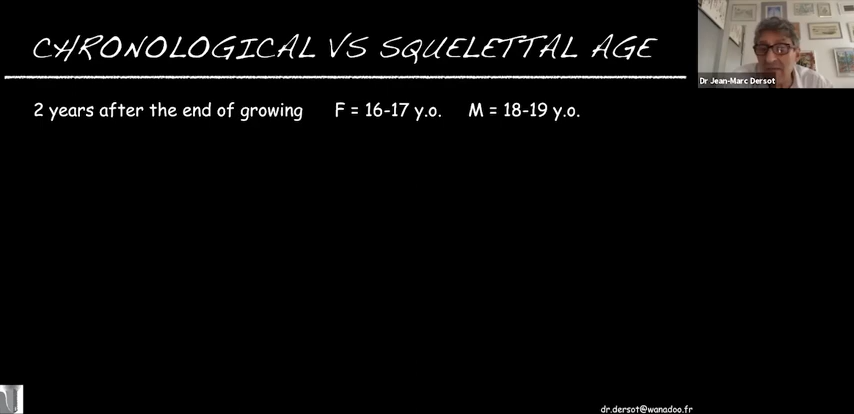 CHRONOLOGICAL VS SQUELETTAL AGE
Dr Jean-Marc Dersot
2 years after the end of growing F = 16-17 y.o. M = 18-19 y.o.
dr.dersot@wanadoo.fr